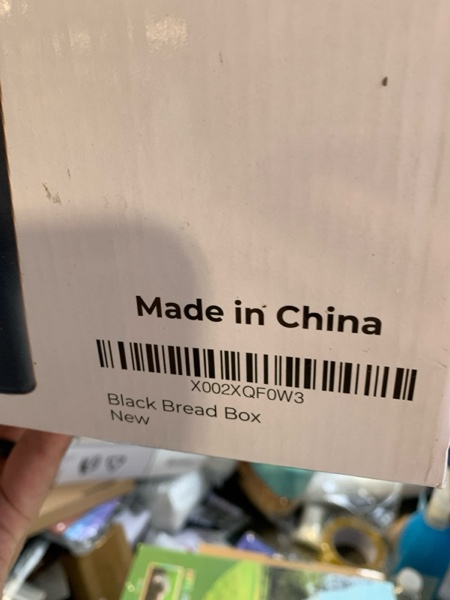 Made in China
X002XQF0W3
Black Bread Box
New